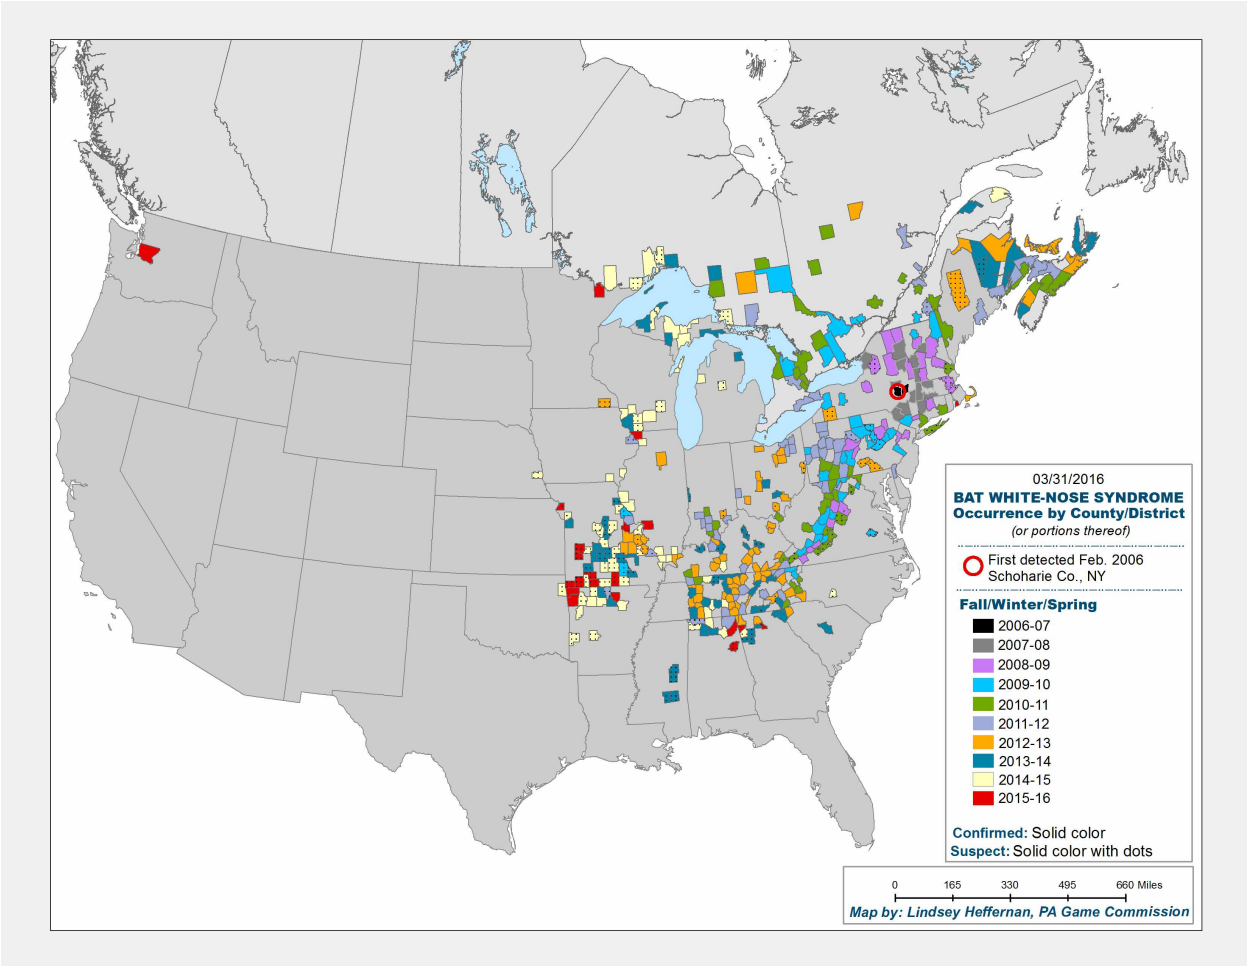 03/31/2016
BAT WHITE-NOSE SYNDROME
Occurrence by County/District
(or portions thereof)
First detected Feb. 2006
Schoharie Co., NY
Fall/Winter/Spring
2006-07
2007-08
2008-09
2009-10
2010-11
2011-12
2012-13
2013-14
2014-15
2015-16
Confirmed: Solid color
Suspect: Solid color with dots
0 165 330 495 660 Miles
Map by: Lindsey Heffernan, PA Game Commission